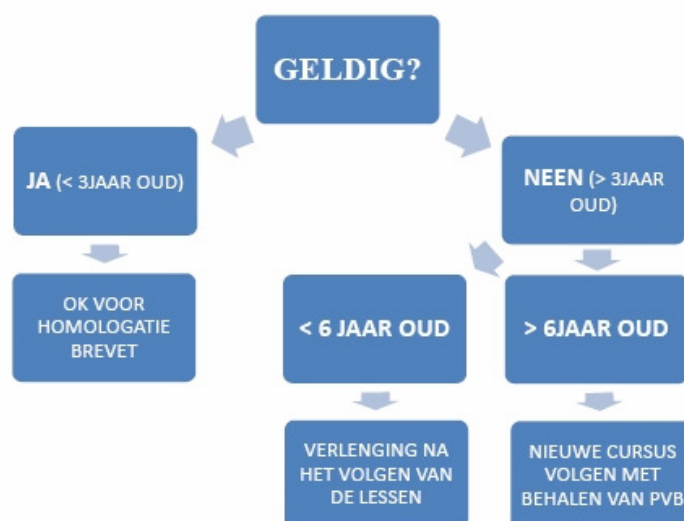 GELDIG?
JA (< 3JAAR OUD)
NEEN (> 3JAAR
OUD)
OK VOOR
HOMOLOGATIE
BREVET
< 6 JAAR OUD
> 6JAAR OUD
VERLENGING NA
HET VOLGEN VAN
DE LESSEN
NIEUWE CURSUS
VOLGEN MET
BEHALEN VAN PVB